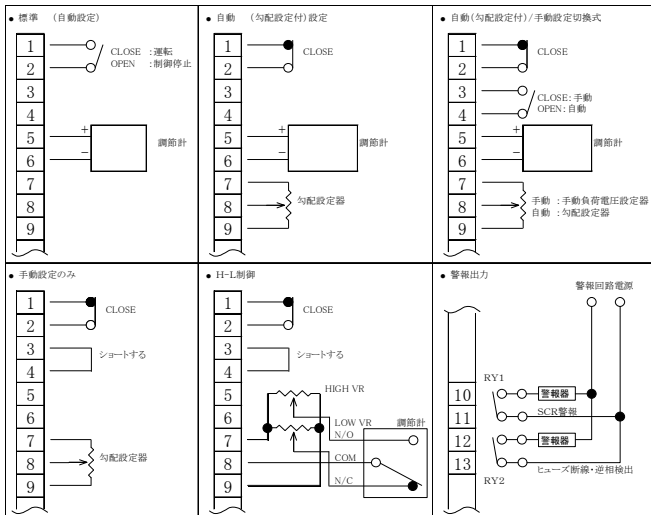 ● 標準 (自動設定)
1
2
3
4
5
6
7
8
9
CLOSE :運転
OPEN :制御停止
+
−
調節計
● 自動 (勾配設定付)設定
1
2
3
4
5
6
7
8
9
CLOSE
+
−
調節計
勾配設定器
● 自動(勾配設定付)/手動設定切換式
1
2
3
4
5
6
7
8
9
CLOSE
CLOSE:手動
OPEN:自動
+
−
調節計
手動 :手動負荷電圧設定器
自動 :勾配設定器
● 手動設定のみ
1
2
3
4
5
6
7
8
9
CLOSE
ショートする
勾配設定器
● H-L制御
1
2
3
4
5
6
7
8
9
CLOSE
ショートする
HIGH VR
LOW VR
調節計
N/O
COM
N/C
● 警報出力
警報回路電源
10
11
12
13
RY1
警報器
SCR警報
警報器
ヒューズ断線・逆相検出
RY2